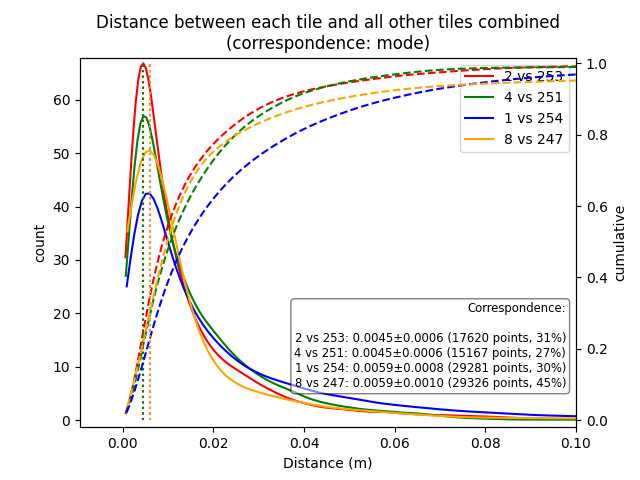 Distance between each tile and all other tiles combined
(correspondence: mode)
2 vs 253
4 vs 251
1 vs 254
8 vs 247
Correspondence:
2 vs 253: 0.0045±0.0006 (17620 points, 31%)
4 vs 251: 0.0045±0.0006 (15167 points, 27%)
1 vs 254: 0.0059±0.0008 (29281 points, 30%)
8 vs 247: 0.0059±0.0010 (29326 points, 45%)
count
0
10
20
30
40
50
60
cumulative
0.0
0.2
0.4
0.6
0.8
1.0
0.00
0.02
0.04
0.06
0.08
0.10
Distance (m)